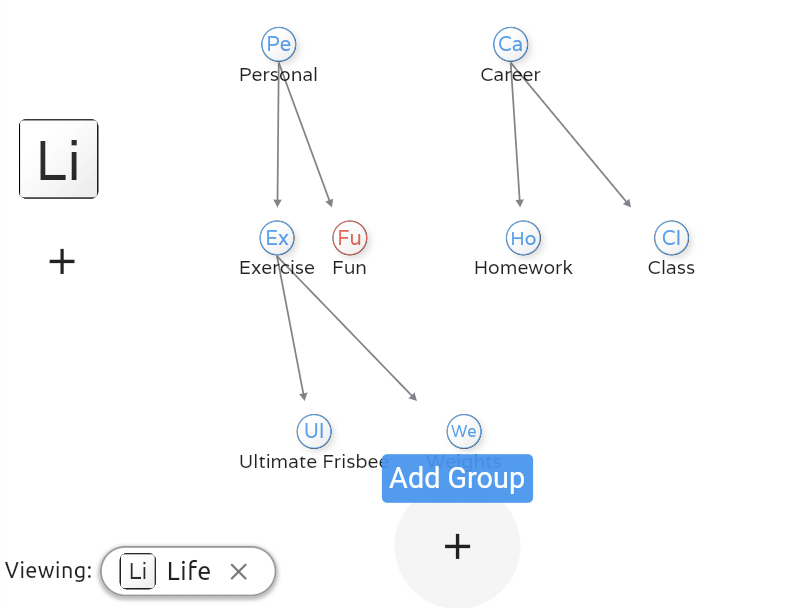 Pe
Personal
Ca
Career
Li
+
Ex
Exercise
Fu
Fun
Ho
Homework
Cl
Class
Ul
Ultimate Frisbee
We
Weights
Add Group
+
Viewing: Li Life ×